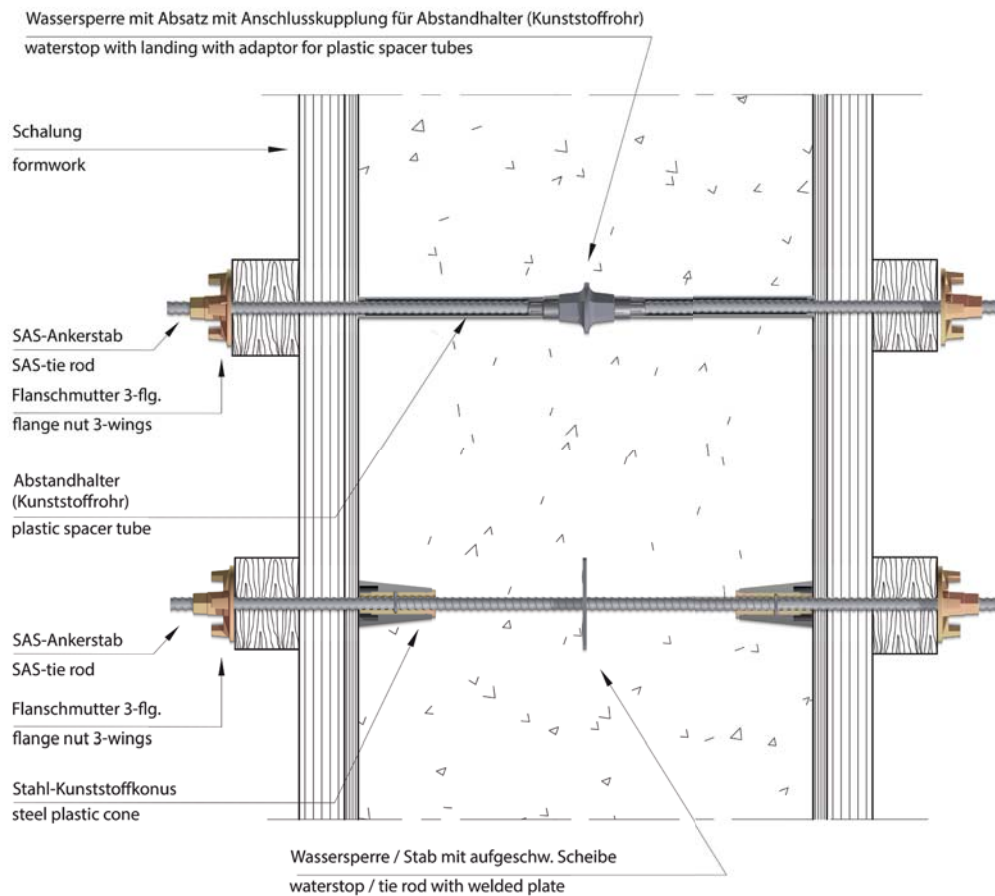 Wassersperre mit Absatz mit Anschlusskupplung für Abstandhalter (Kunststoffrohr)
waterstop with landing with adaptor for plastic spacer tubes
Schalung
formwork
SAS-Ankerstab
SAS-tie rod
Flanschmutter 3-flg.
flange nut 3-wings
Abstandhalter
(Kunststoffrohr)
plastic spacer tube
SAS-Ankerstab
SAS-tie rod
Flanschmutter 3-flg.
flange nut 3-wings
Stahl-Kunststoffkonus
steel plastic cone
Wassersperre / Stab mit aufgeschw. Scheibe
waterstop / tie rod with welded plate